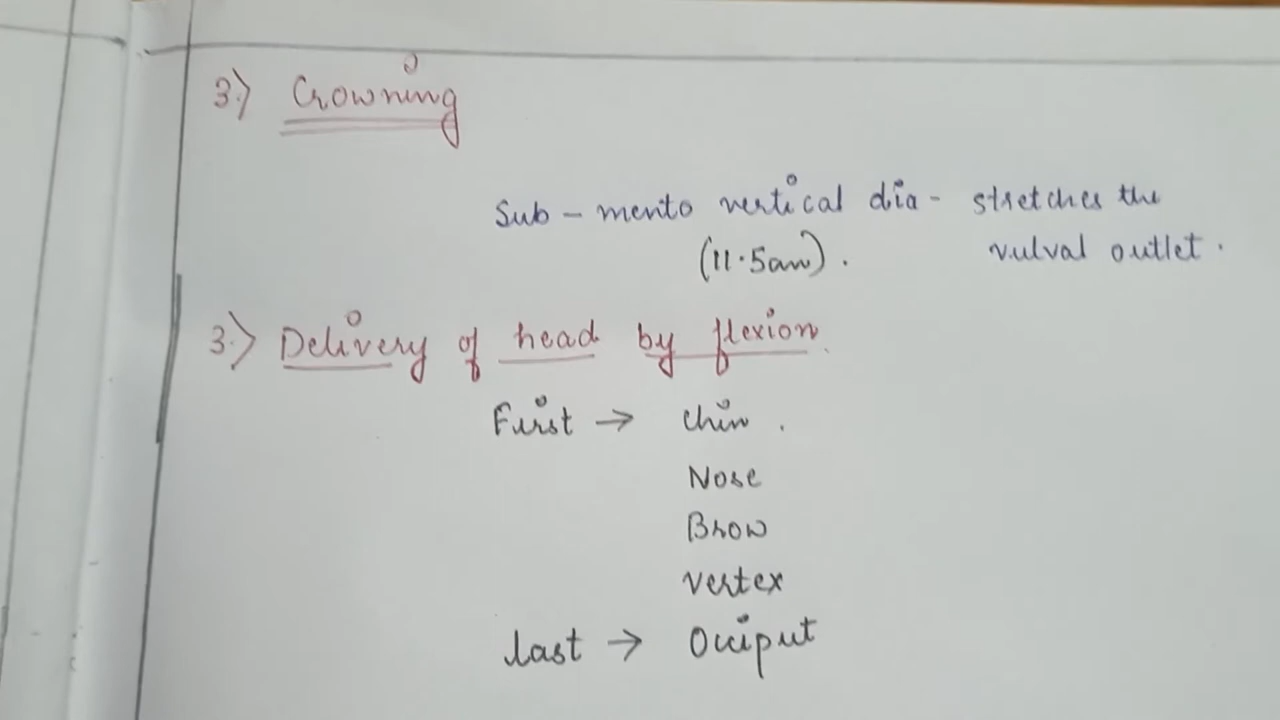 3.) Crowning
Sub - mento vertical dia - stretches the
(11.5cm). vulval outlet.
3.) Delivery of head by flexion.
First → Chin.
Nose
Brow
Vertex
last → Occiput